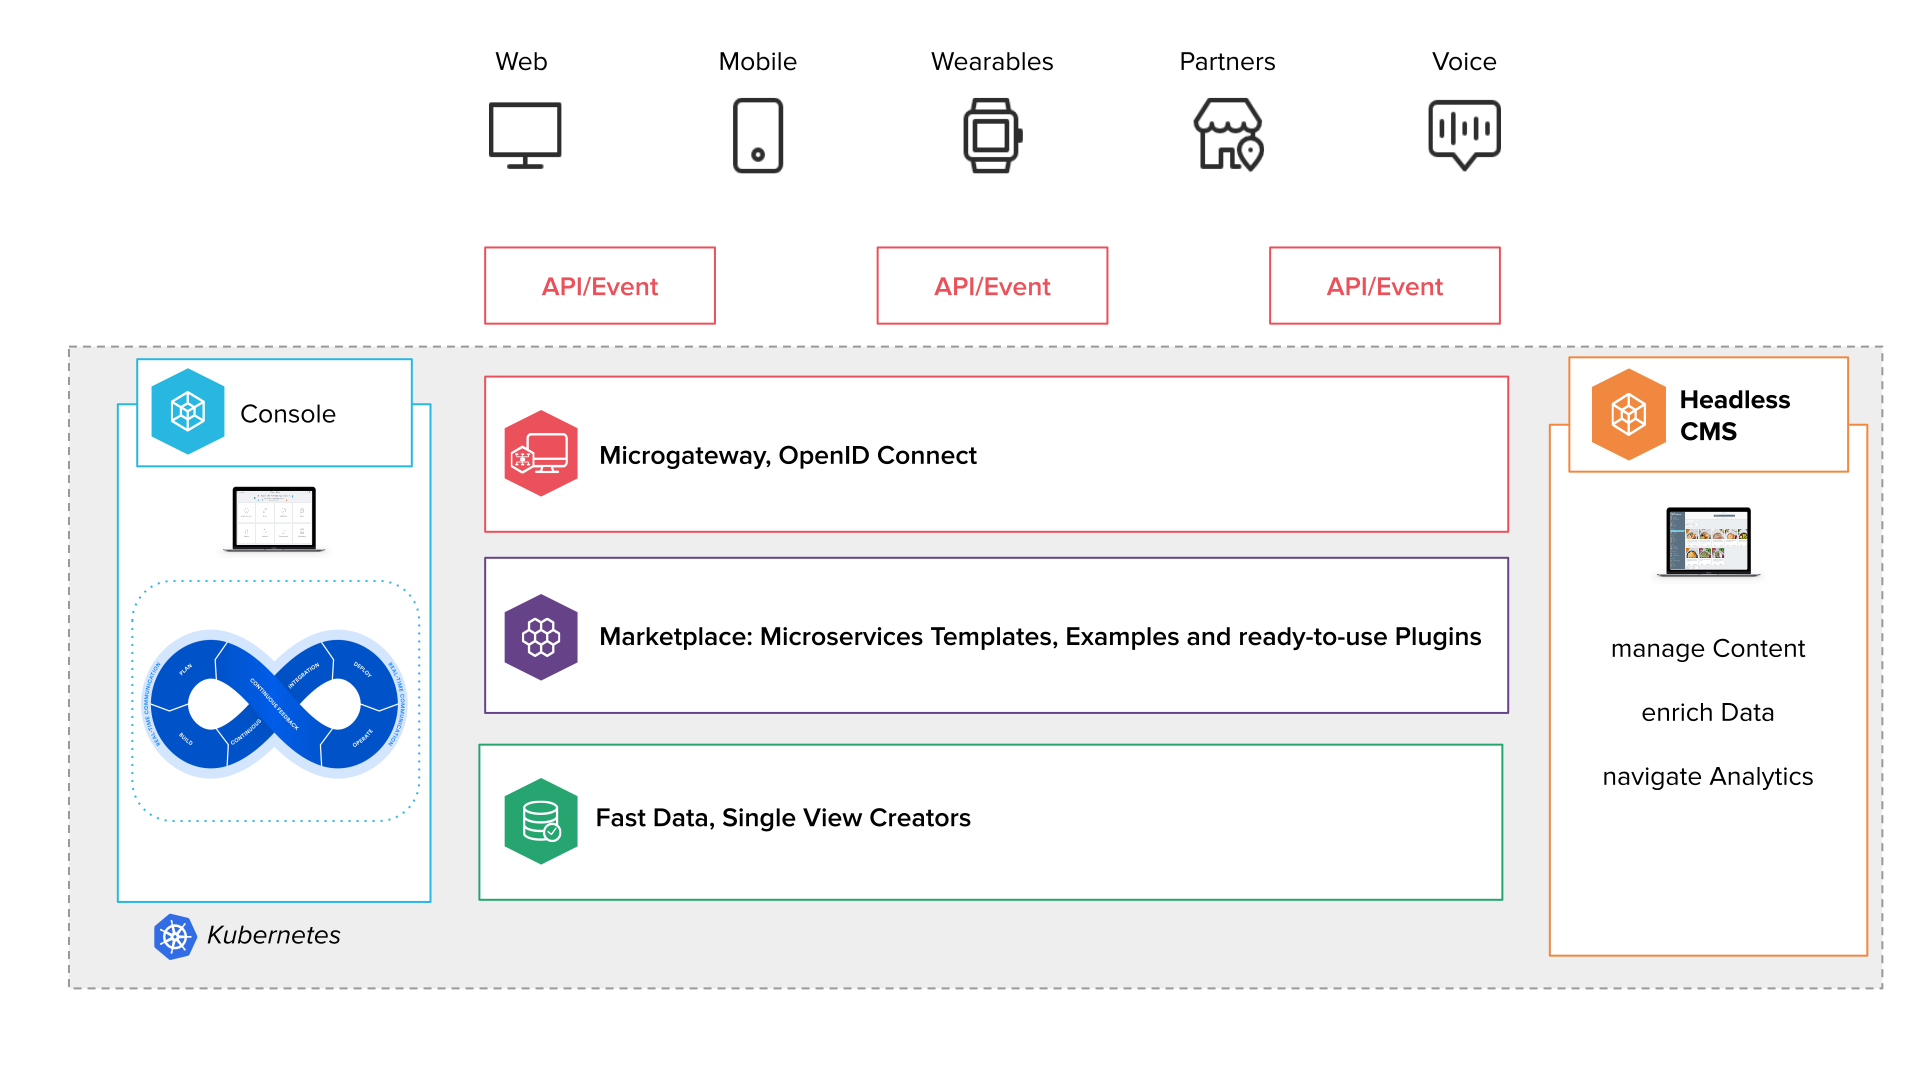 Web
Mobile
Wearables
Partners
Voice
API/Event
API/Event
API/Event
Console
Microgateway, OpenID Connect
Marketplace: Microservices Templates, Examples and ready-to-use Plugins
Fast Data, Single View Creators
Headless
CMS
manage Content
enrich Data
navigate Analytics
REAL-TIME COMMUNICATION
PLAN
BUILD
CONTINUOUS
INTEGRATION
CONTINUOUS FEEDBACK
DEPLOY
OPERATE
REAL-TIME COMMUNICATION
Kubernetes